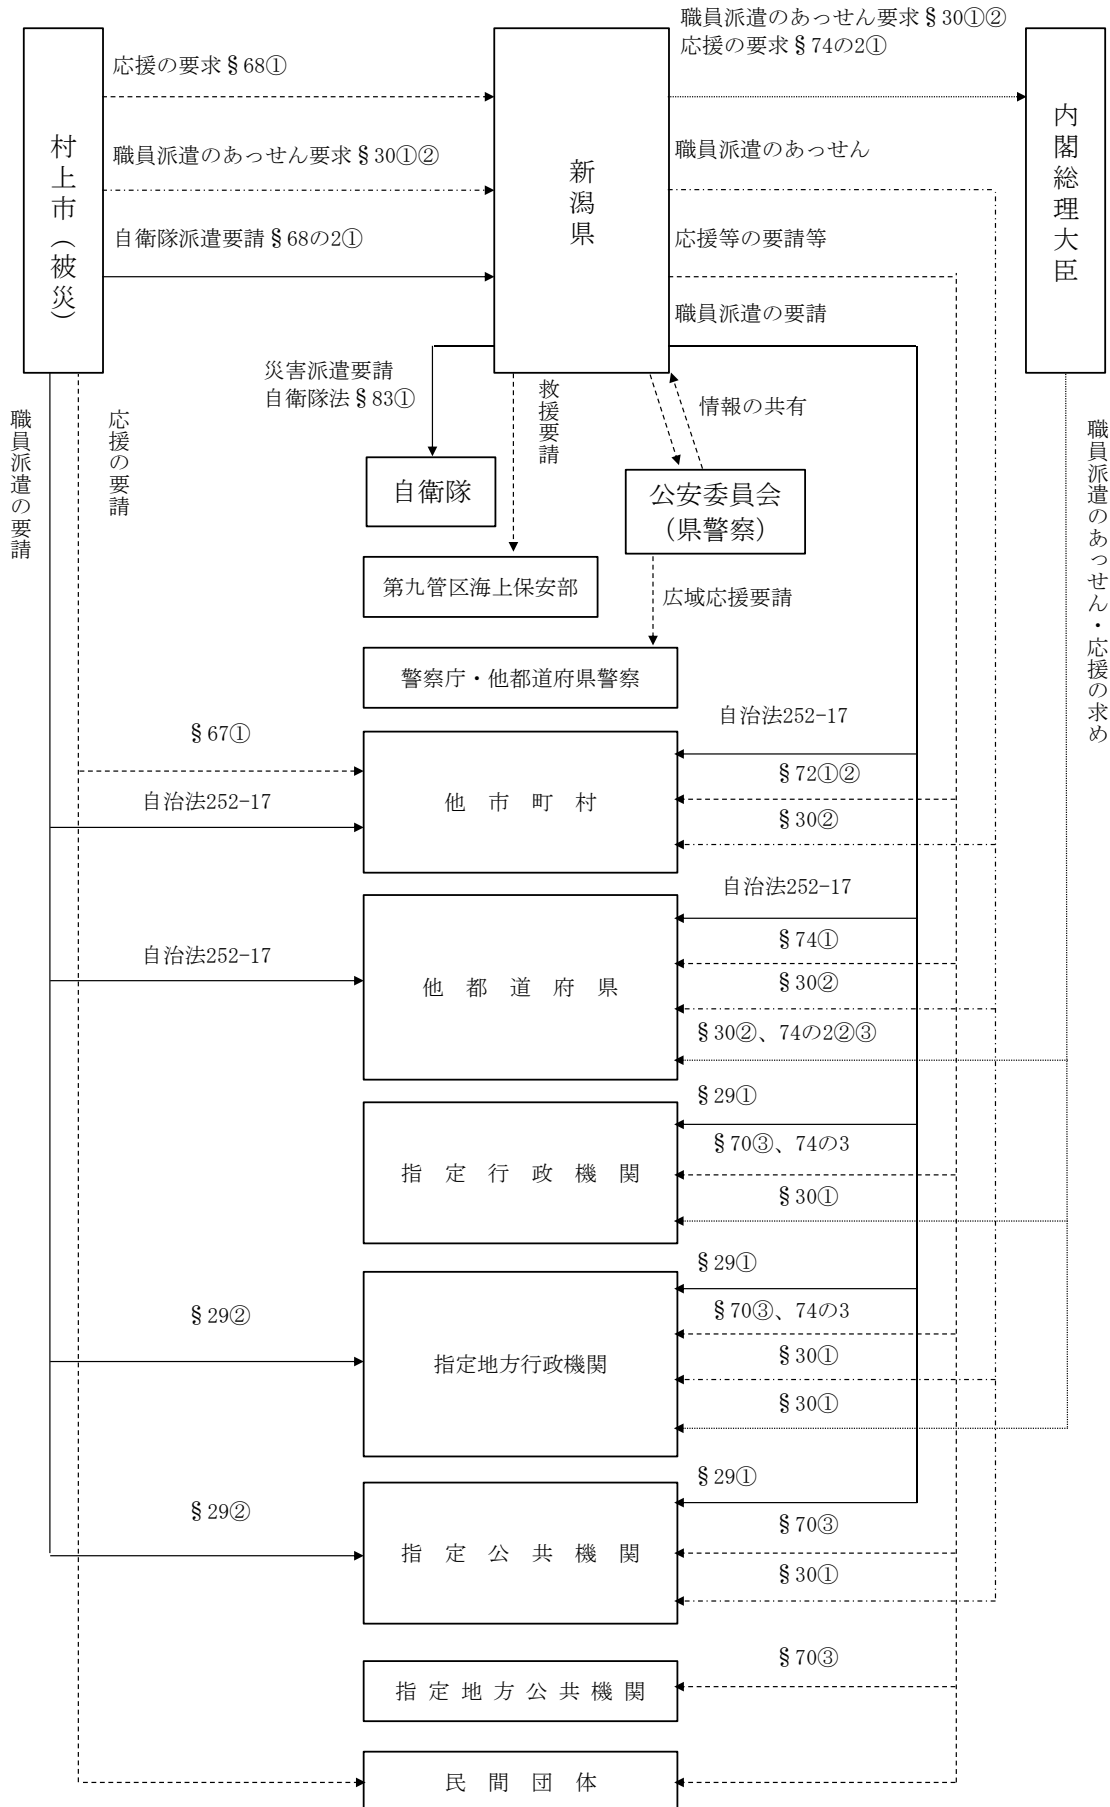 職員派遣のあっせん要求§30①②
応援の要求§74の2①
応援の要求§68①
村上市（被災）
新潟県
内閣総理大臣
職員派遣のあっせん要求§30①②
職員派遣のあっせん
自衛隊派遣要請§68の2①
応援等の要請等
職員派遣の要請
災害派遣要請
自衛隊法§83①
救援要請
情報の共有
職員派遣の要請
応援の要請
職員派遣のあっせん・応援の求め
自衛隊
公安委員会
（県警察）
第九管区海上保安部
広域応援要請
警察庁・他都道府県警察
§67①
自治法252-17
他市町村
§72①②
自治法252-17
§30②
自治法252-17
§74①
自治法252-17
他都道府県
§30②
§30②、74の2②③
§29①
§70③、74の3
指定行政機関
§30①
§29①
§29②
§70③、74の3
指定地方行政機関
§30①
§30①
§29①
§29②
§70③
指定公共機関
§30①
§70③
指定地方公共機関
民間団体